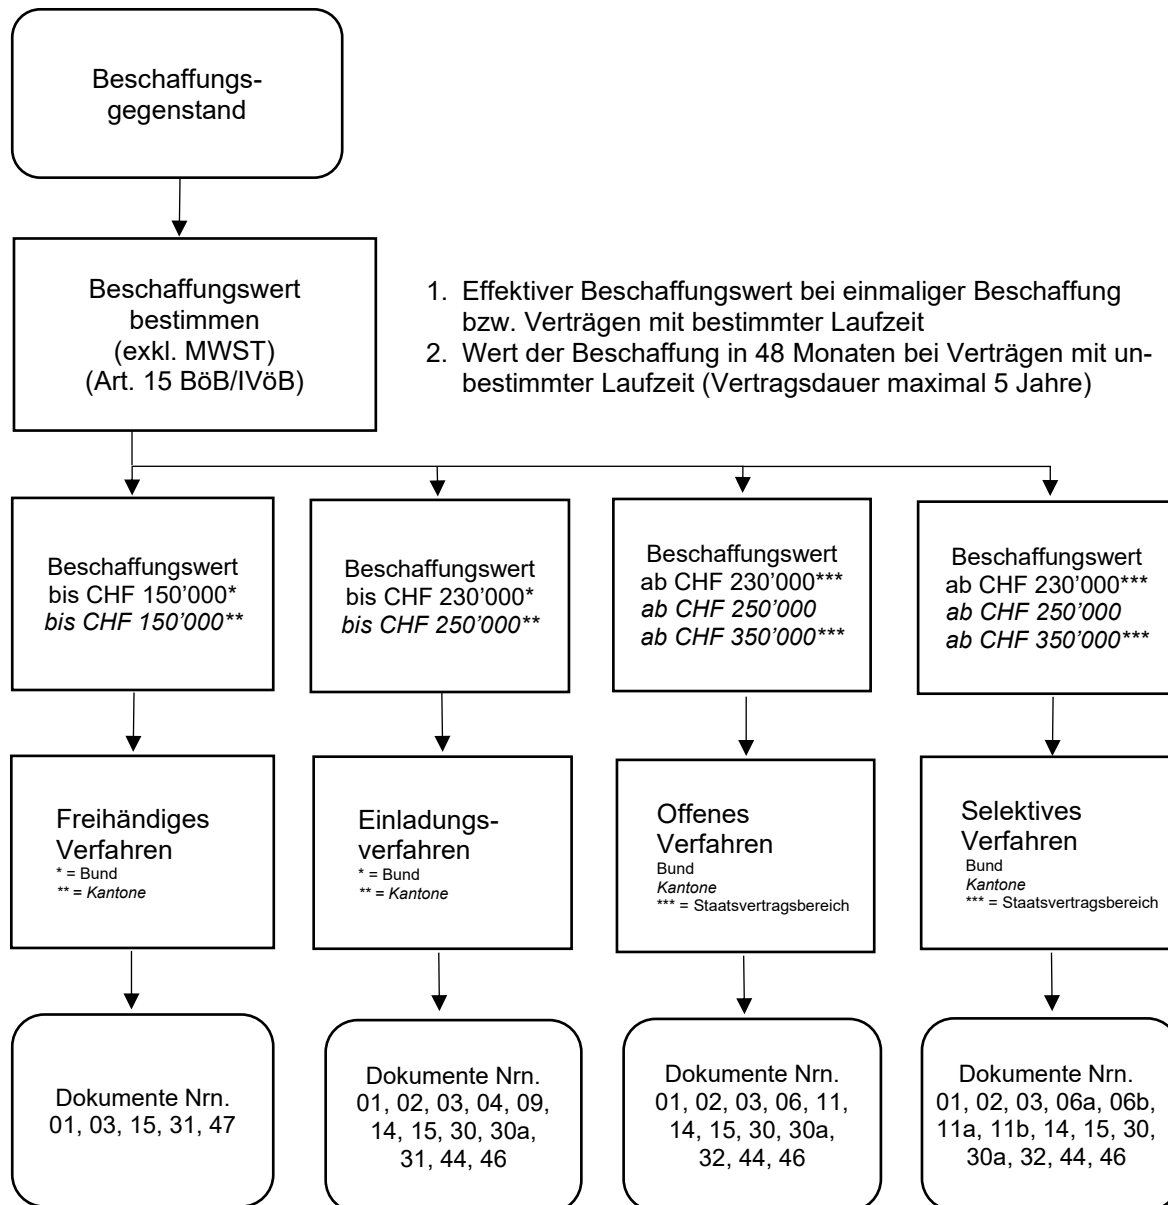 Beschaffungs-
gegenstand
Beschaffungswert
bestimmen
(exkl. MWST)
(Art. 15 BöB/IVöB)
1. Effektiver Beschaffungswert bei einmaliger Beschaffung
bzw. Verträgen mit bestimmter Laufzeit
2. Wert der Beschaffung in 48 Monaten bei Verträgen mit un-
bestimmter Laufzeit (Vertragsdauer maximal 5 Jahre)
Beschaffungswert
bis CHF 150’000*
bis CHF 150’000**
Beschaffungswert
bis CHF 230’000*
bis CHF 250’000**
Beschaffungswert
ab CHF 230’000***
ab CHF 250’000
ab CHF 350’000***
Beschaffungswert
ab CHF 230’000***
ab CHF 250’000
ab CHF 350’000***
Freihändiges
Verfahren
* = Bund
** = Kantone
Einladungs-
verfahren
* = Bund
** = Kantone
Offenes
Verfahren
Bund
Kantone
*** = Staatsvertragsbereich
Selektives
Verfahren
Bund
Kantone
*** = Staatsvertragsbereich
Dokumente Nrn.
01, 03, 15, 31, 47
Dokumente Nrn.
01, 02, 03, 04, 09,
14, 15, 30, 30a,
31, 44, 46
Dokumente Nrn.
01, 02, 03, 06, 11,
14, 15, 30, 30a,
32, 44, 46
Dokumente Nrn.
01, 02, 03, 06a, 06b,
11a, 11b, 14, 15, 30,
30a, 32, 44, 46